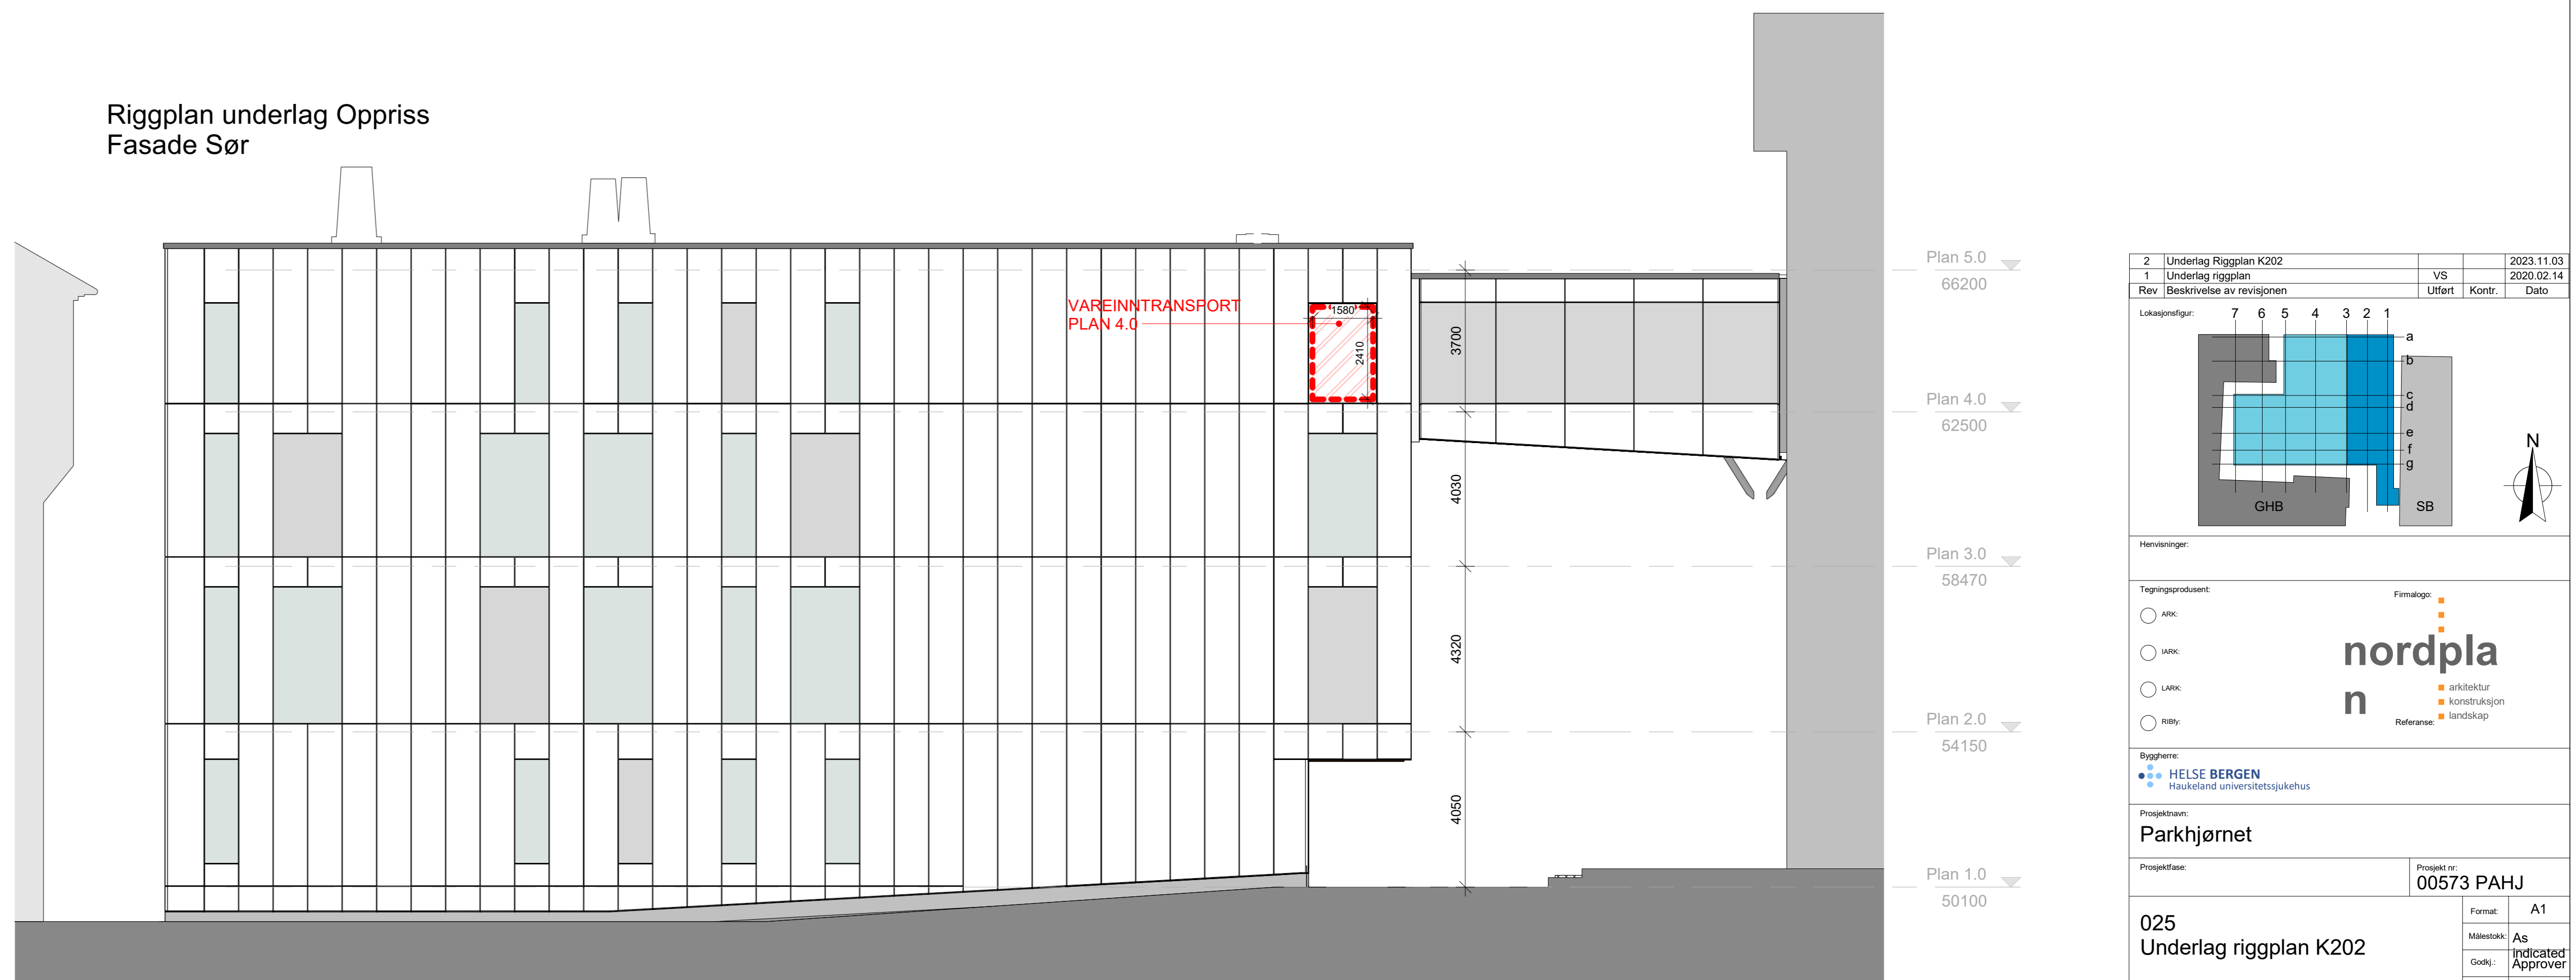 Riggplan underlag Oppriss
Fasade Sør
VAREINNTRANSPORT
PLAN 4.0
1580
2410
3700
4030
4320
4050
Plan 5.0
66200
Plan 4.0
62500
Plan 3.0
58470
Plan 2.0
54150
Plan 1.0
50100
2 Underlag Riggplan K202 2023.11.03
1 Underlag riggplan VS 2020.02.14
Rev Beskrivelse av revisjonen Utført Kontr. Dato
Lokasjonsfigur:
7 6 5 4 3 2 1
a
b
c
d
e
f
g
GHB
SB
N
Henvisninger:
Tegningsprodusent:
Firmalogo:
ARK:
IARK:
LARK:
RIBfy:
nordpla
n
arkitektur
konstruksjon
landskap
Referanse:
Byggherre:
HELSE BERGEN
Haukeland universitetssjukehus
Prosjektnavn:
Parkhjørnet
Prosjektfase:
Prosjekt nr:
00573 PAHJ
025
Underlag riggplan K202
Format: A1
Målestokk: As
indicated
Godkj.: Approver